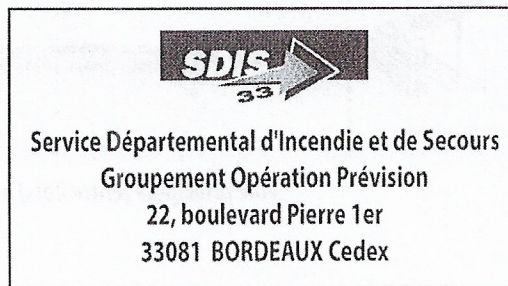 SDIS
33
Service Départemental d'Incendie et de Secours
Groupement Opération Prévision
22, boulevard Pierre 1er
33081 BORDEAUX Cedex